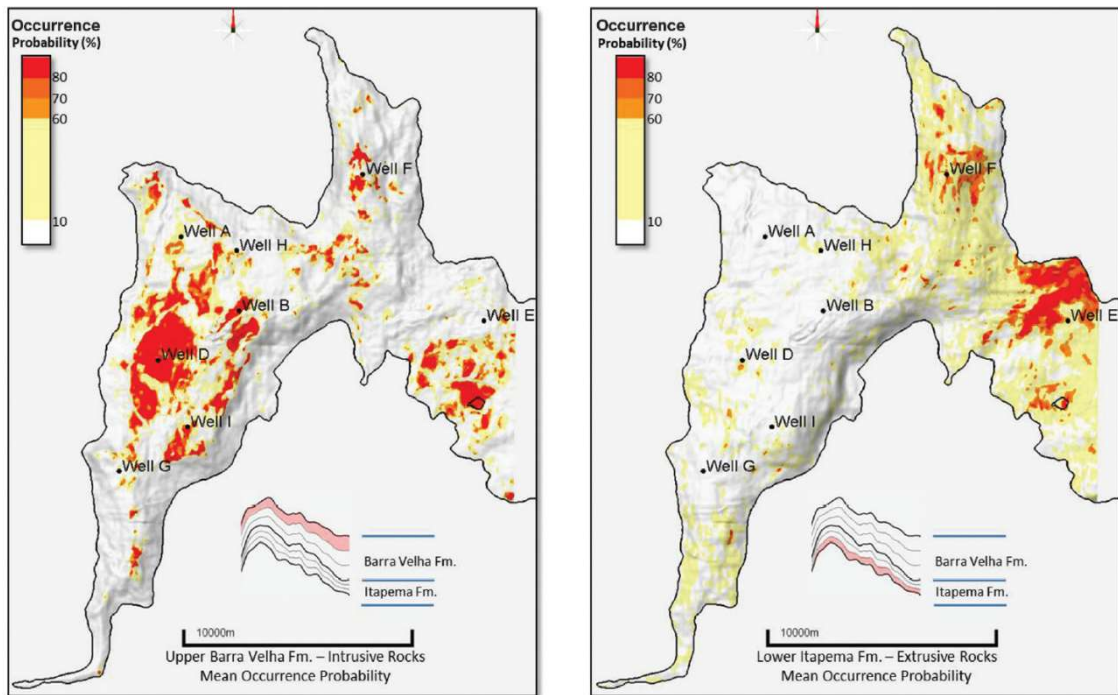 Occurrence
Probability (%)
80
70
60
10
Well F
Well A
Well H
Well B
Well E
Well D
Well I
Well G
Barra Velha Fm.
Itapema Fm.
10000m
Upper Barra Velha Fm. – Intrusive Rocks
Mean Occurrence Probability
Occurrence
Probability (%)
80
70
60
10
Well F
Well A
Well H
Well B
Well E
Well D
Well I
Well G
Barra Velha Fm.
Itapema Fm.
10000m
Lower Itapema Fm. – Extrusive Rocks
Mean Occurrence Probability